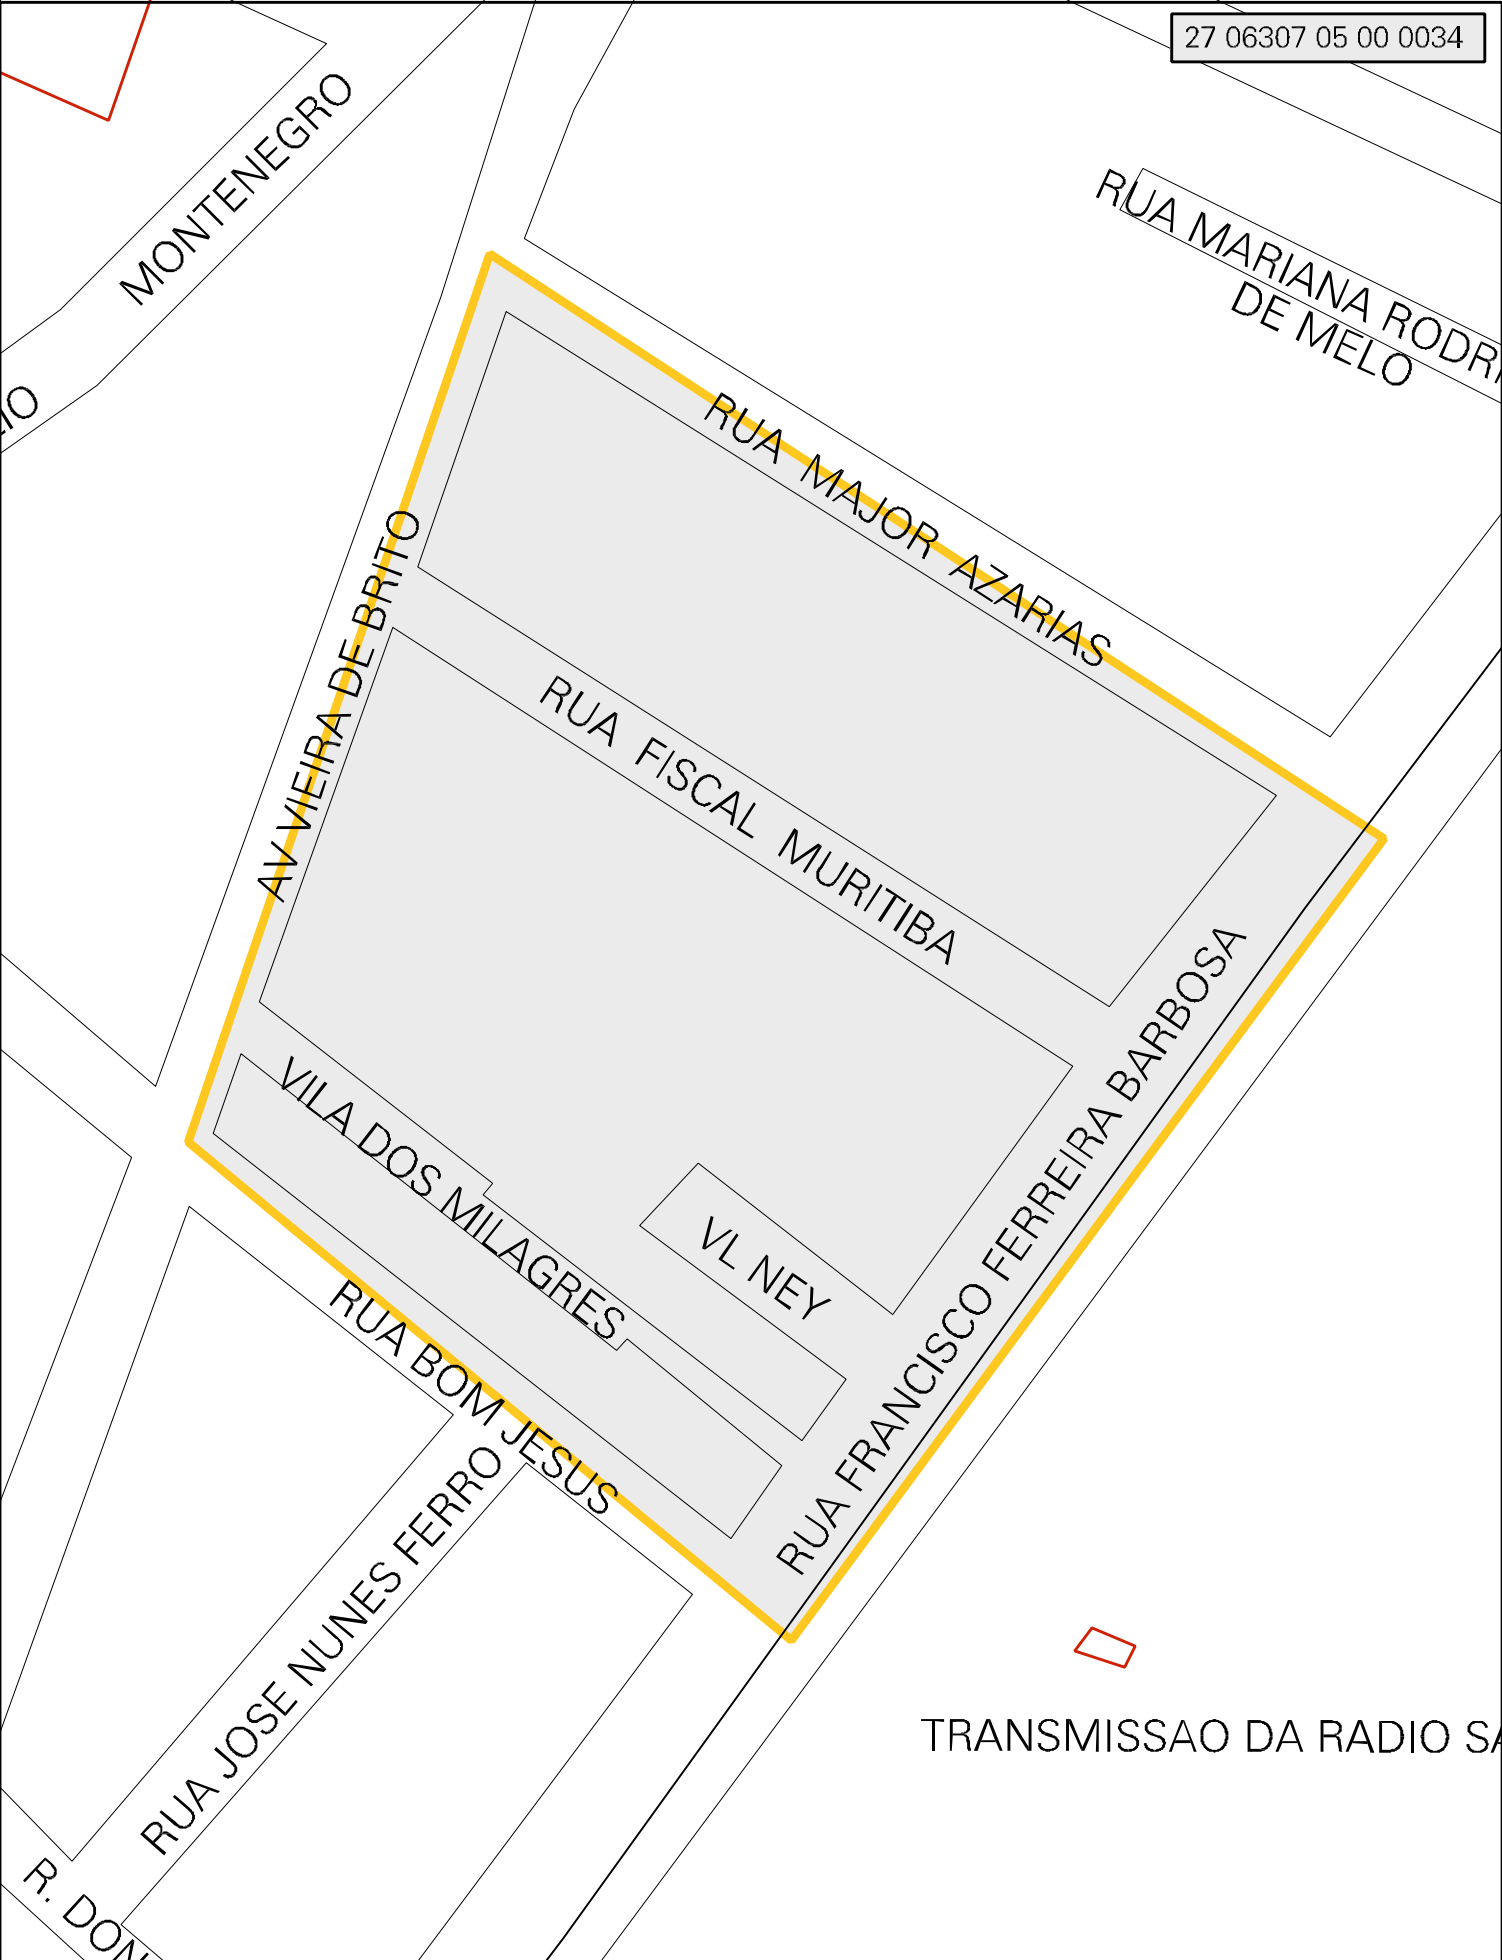 27 06307 05 00 0034
MONTENEGRO
RUA MARIANA RODRI
DE MELO
IO
RUA MAJOR AZARIAS
AV VIEIRA DE BRITO
RUA FISCAL MURITIBA
RUA FRANCISCO FERREIRA BARBOSA
VILA DOS MILAGRES
VL NEY
RUA BOM JESUS
RUA JOSE NUNES FERRO
TRANSMISSAO DA RADIO SA
R. DON